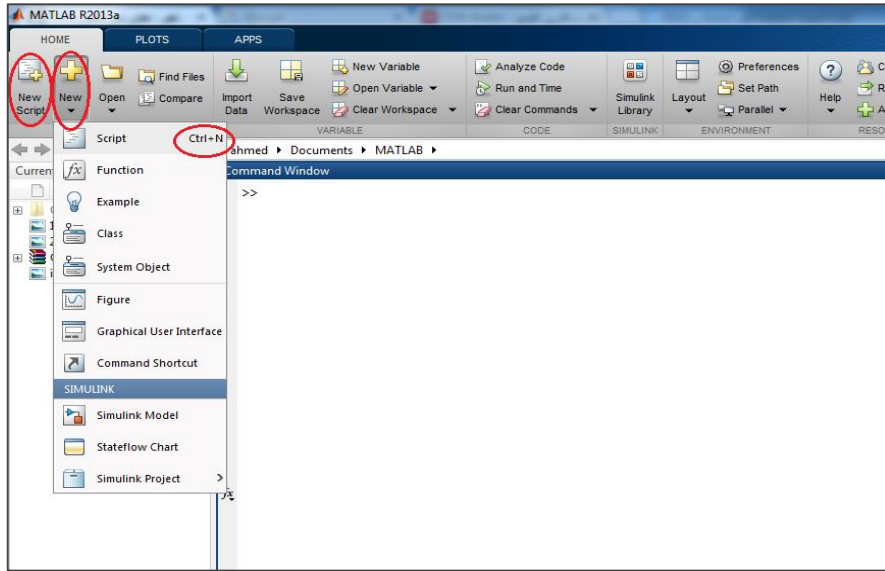 MATLAB R2013a
HOME PLOTS APPS
New Script
New
Open
Find Files
Compare
Import Data
Save Workspace
New Variable
Open Variable
Clear Workspace
Analyze Code
Run and Time
Clear Commands
Simulink Library
Layout
Preferences
Set Path
Parallel
Help
VARIABLE CODE SIMULINK ENVIRONMENT RESO
ahmed Documents MATLAB
Curren
Command Window
>>
Script Ctrl+N
Function
Example
Class
System Object
Figure
Graphical User Interface
Command Shortcut
SIMULINK
Simulink Model
Stateflow Chart
Simulink Project
fx